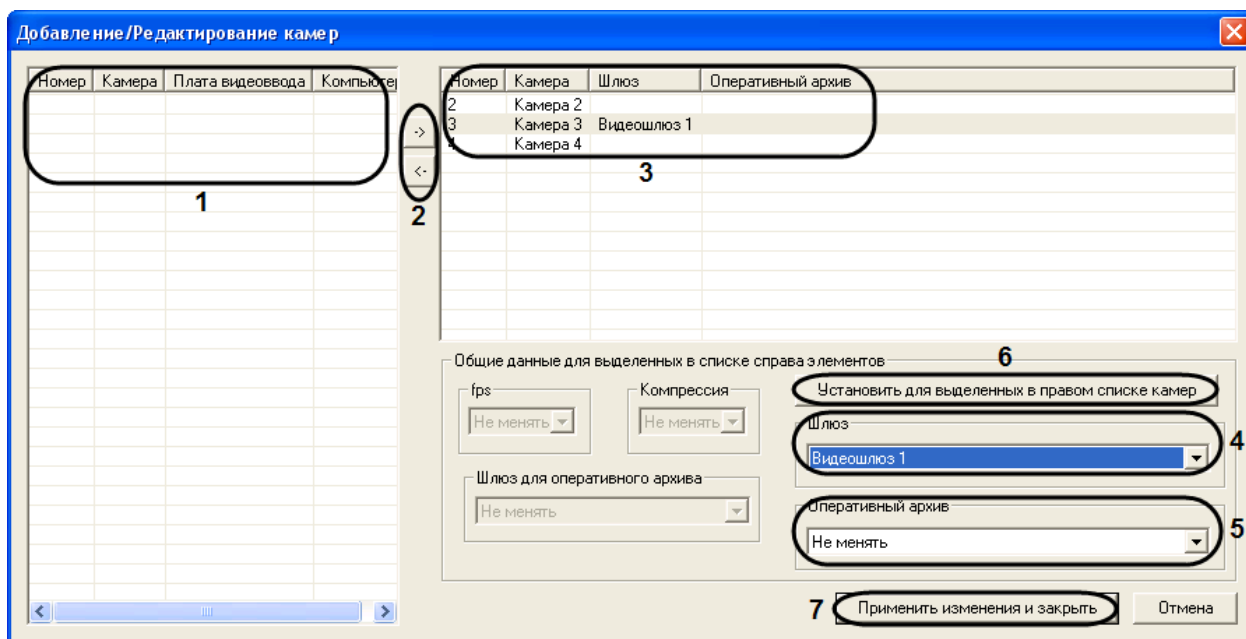 Добавление/Редактирование камер
Номер Камера Плата видеоввода Компьютер
1
->
<-
2
Номер Камера Шлюз Оперативный архив
2 Камера 2
3 Камера 3 Видеошлюз 1
4 Камера 4
3
Общие данные для выделенных в списке справа элементов
6
fps
Не менять
Компрессия
Не менять
Установить для выделенных в правом списке камер
Шлюз
Видеошлюз 1
4
Шлюз для оперативного архива
Не менять
Оперативный архив
Не менять
5
7
Применить изменения и закрыть
Отмена